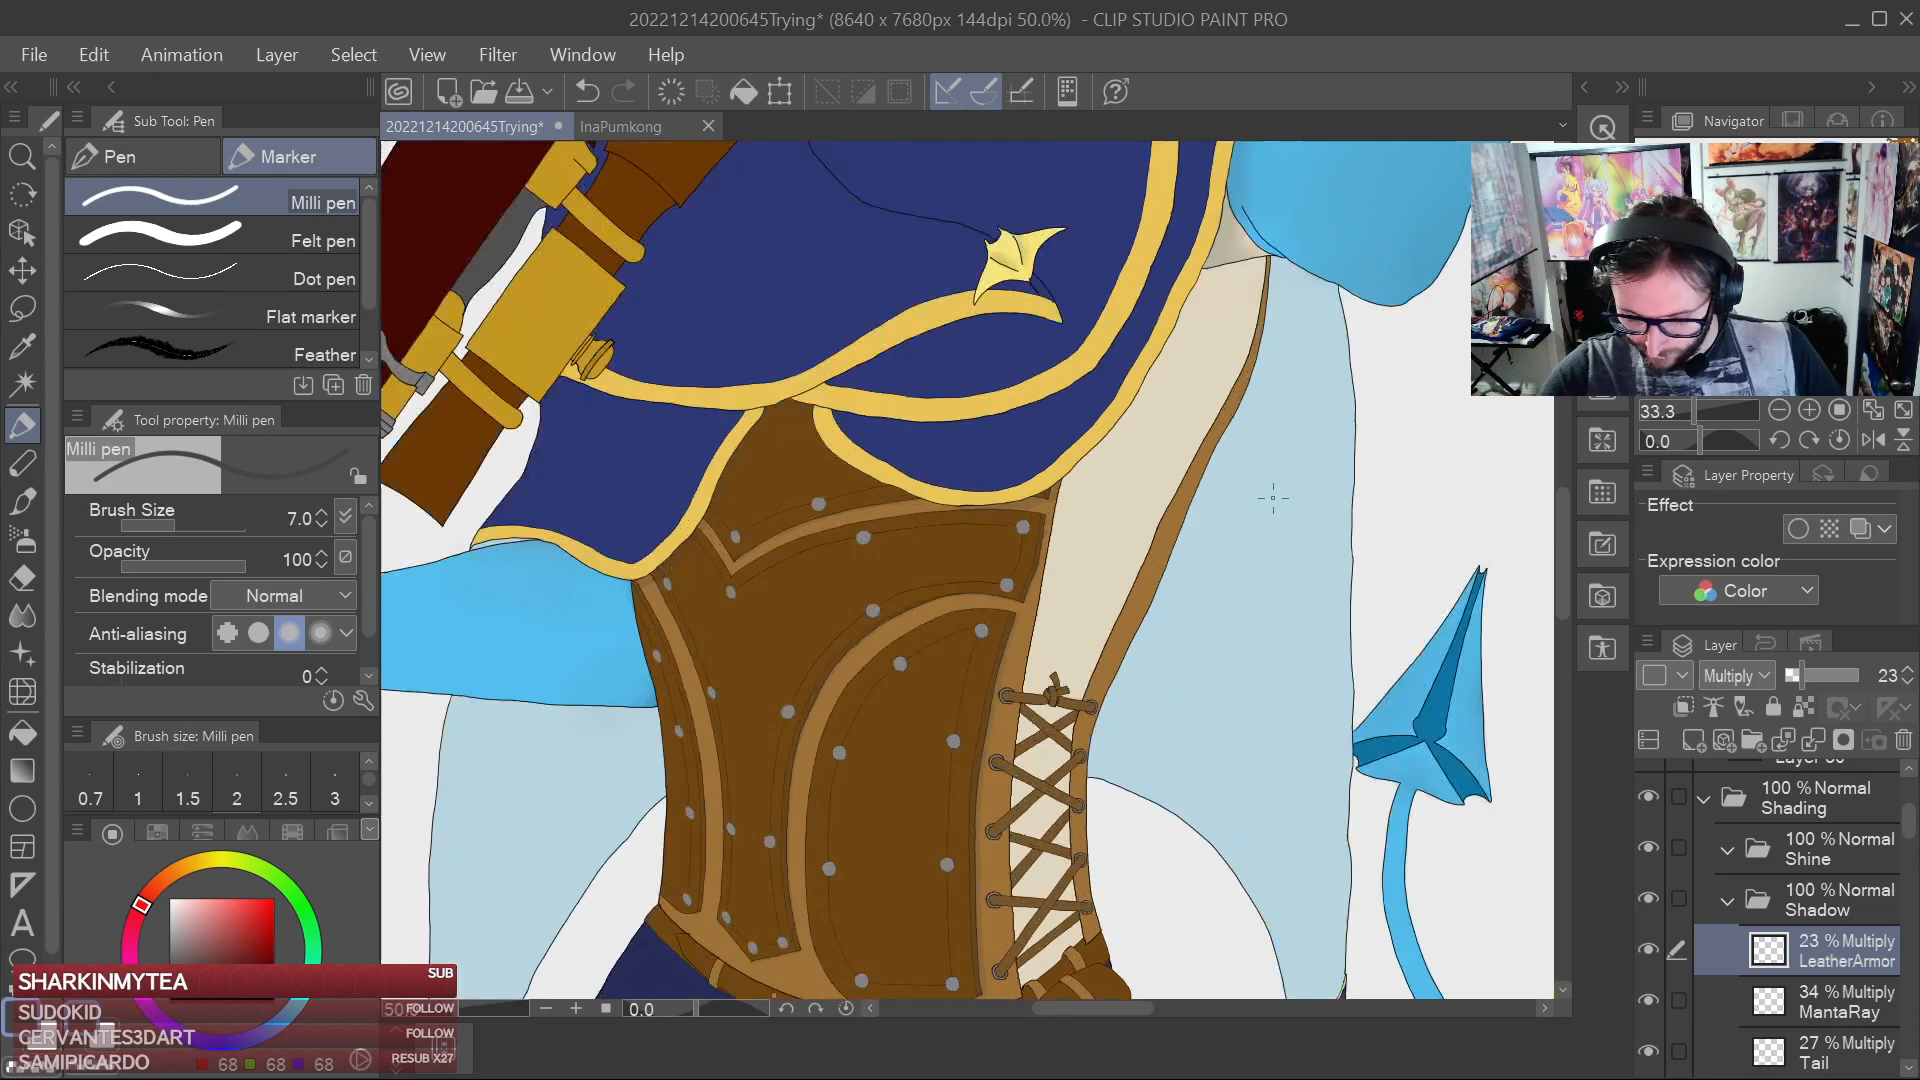 20221214200645Trying* (8640 x 7680px 144dpi 50.0%) - CLIP STUDIO PAINT PRO
File Edit Animation Layer Select View Filter Window Help
Sub Tool: Pen
Navigator
20221214200645Trying*
InaPumkong
Pen
Marker
Milli pen
Felt pen
Dot pen
Flat marker
Feather
Tool property: Milli pen
Milli pen
Brush Size 7.0
Opacity 100
Blending mode Normal
Anti-aliasing
Stabilization 0
Brush size: Milli pen
0.7 1 1.5 2 2.5 3
33.3
0.0
Layer Property
Effect
Expression color
Color
Layer
Multiply 23
100 % Normal
Shading
100 % Normal
Shine
100 % Normal
Shadow
23 % Multiply
LeatherArmor
34 % Multiply
MantaRay
27 % Multiply
Tail
SHARKINMYTEA SUB
SUDOKID FOLLOW
CERVANTES3DART FOLLOW
SAMIPICARDO RESUB X27
68 68 68
0.0